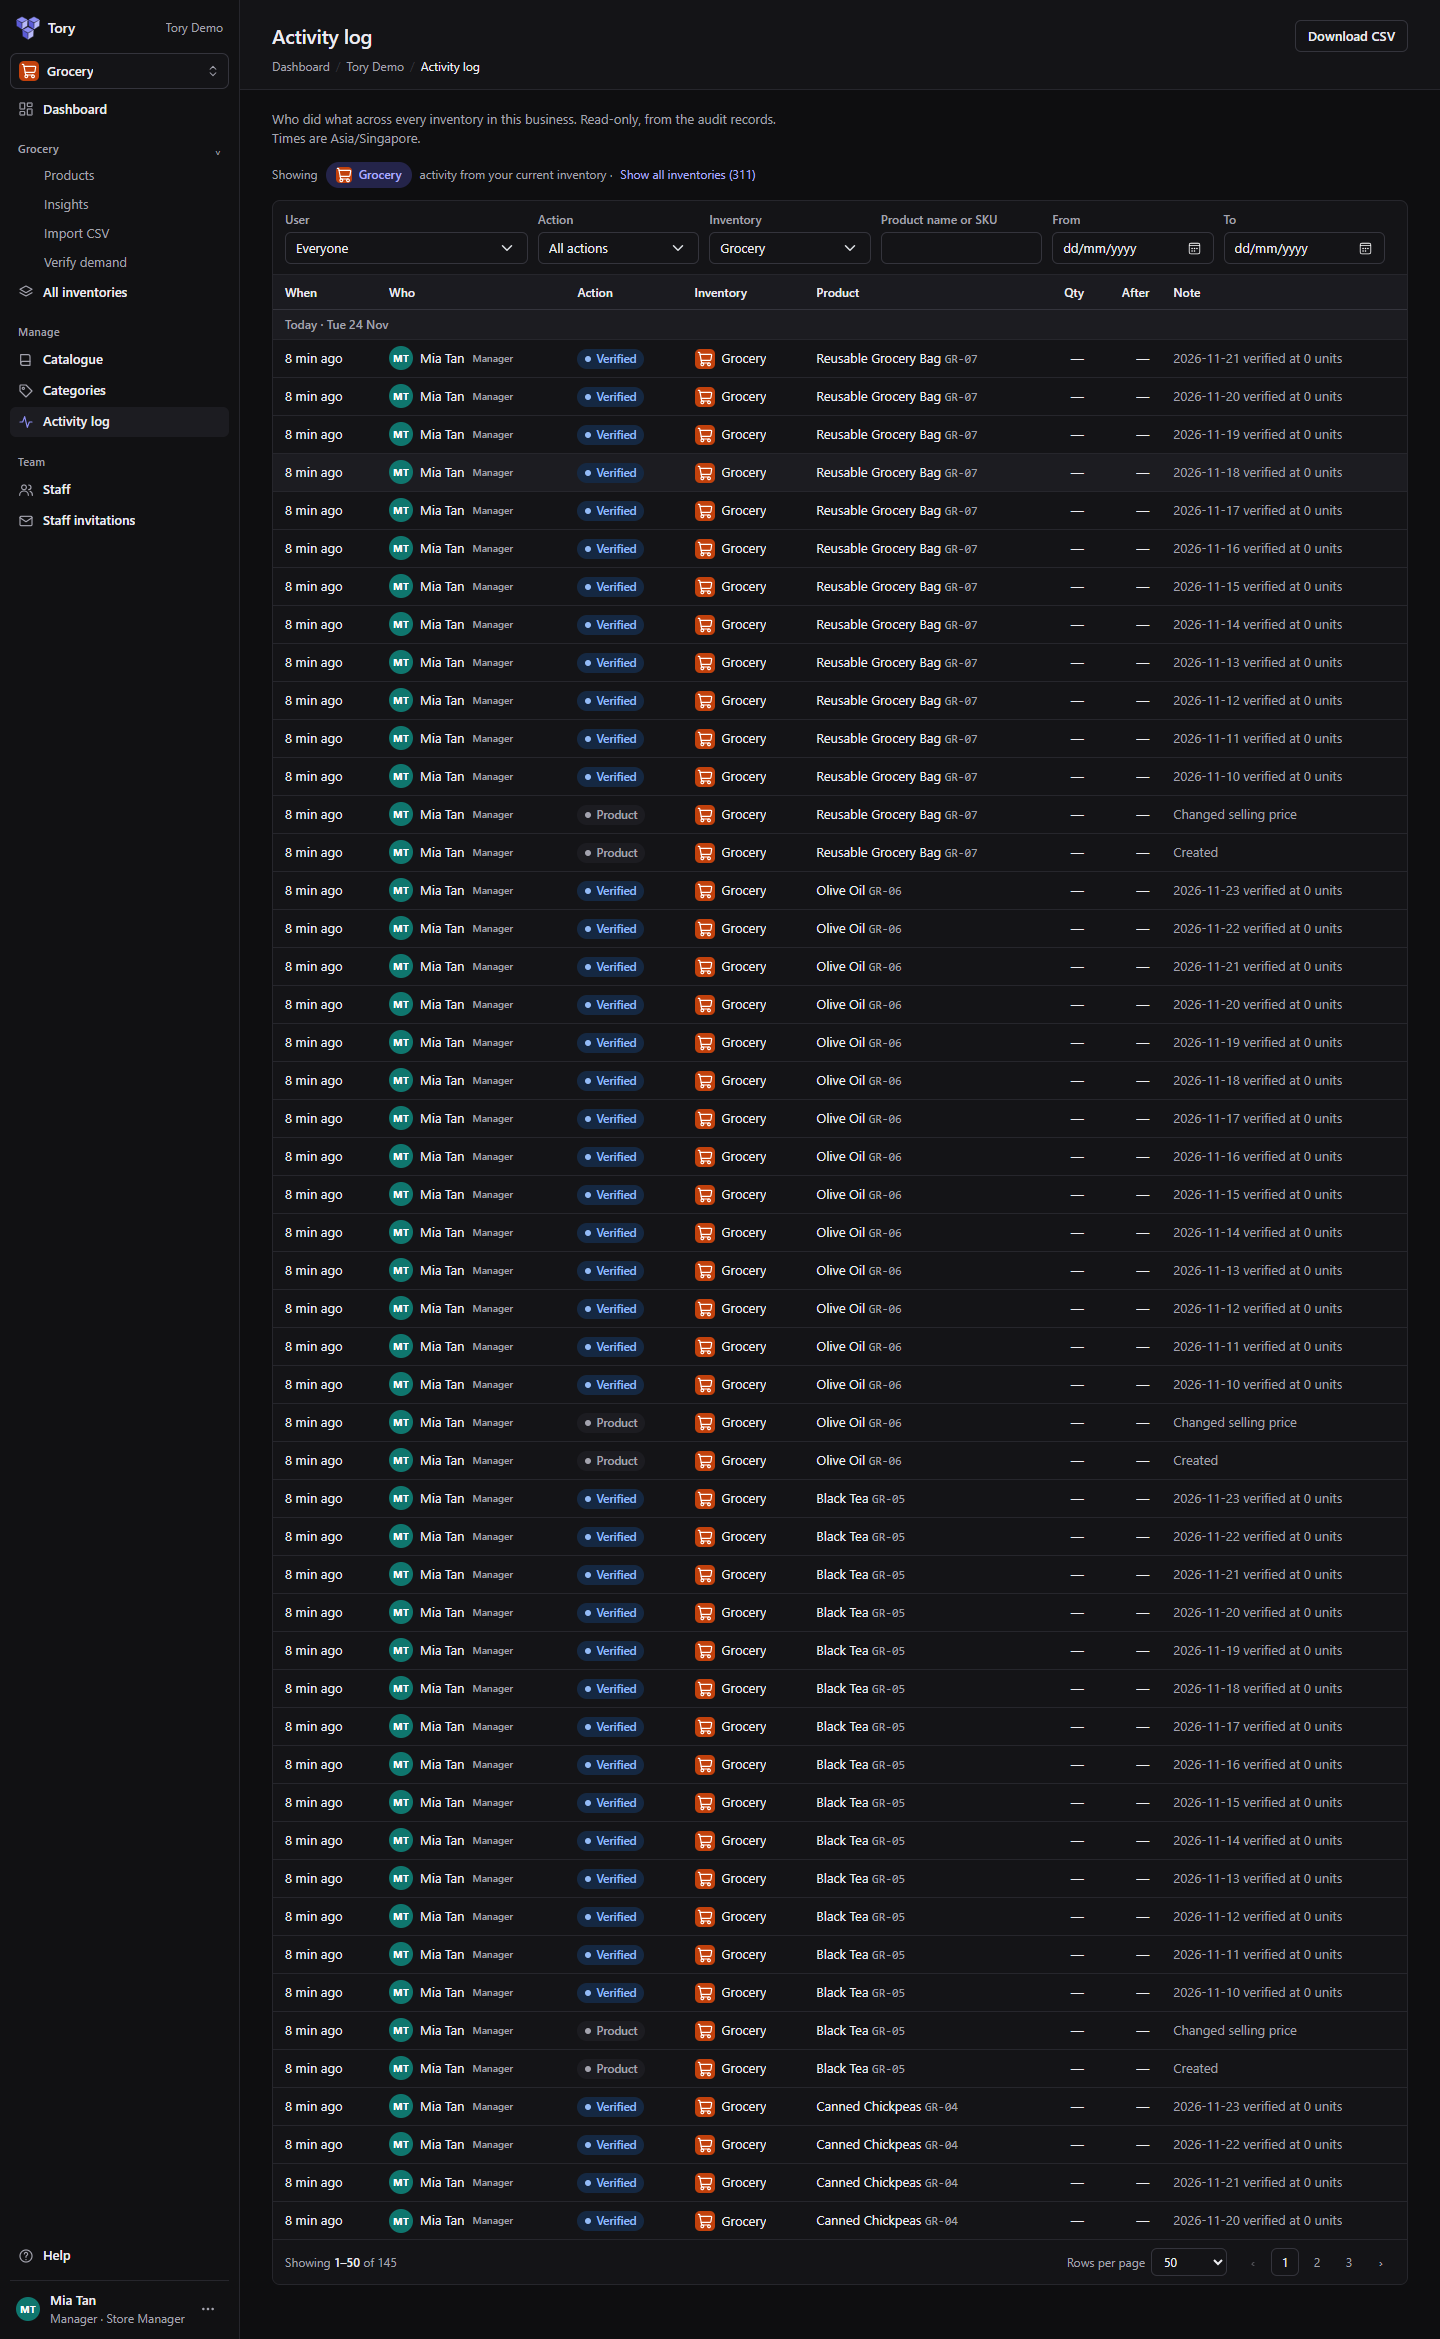 Tory Tory Demo
Grocery
Dashboard
Grocery
Products
Insights
Import CSV
Verify demand
All inventories
Manage
Catalogue
Categories
Activity log
Team
Staff
Staff invitations
Help
MT Mia Tan
Manager · Store Manager
Activity log
Download CSV
Dashboard / Tory Demo / Activity log
Who did what across every inventory in this business. Read-only, from the audit records.
Times are Asia/Singapore.
Showing Grocery activity from your current inventory · Show all inventories (311)
User Action Inventory Product name or SKU From To
Everyone All actions Grocery dd/mm/yyyy dd/mm/yyyy
When Who Action Inventory Product Qty After Note
Today · Tue 24 Nov
8 min ago MT Mia Tan Manager Verified Grocery Reusable Grocery Bag GR-07 — — 2026-11-21 verified at 0 units
8 min ago MT Mia Tan Manager Verified Grocery Reusable Grocery Bag GR-07 — — 2026-11-20 verified at 0 units
8 min ago MT Mia Tan Manager Verified Grocery Reusable Grocery Bag GR-07 — — 2026-11-19 verified at 0 units
8 min ago MT Mia Tan Manager Verified Grocery Reusable Grocery Bag GR-07 — — 2026-11-18 verified at 0 units
8 min ago MT Mia Tan Manager Verified Grocery Reusable Grocery Bag GR-07 — — 2026-11-17 verified at 0 units
8 min ago MT Mia Tan Manager Verified Grocery Reusable Grocery Bag GR-07 — — 2026-11-16 verified at 0 units
8 min ago MT Mia Tan Manager Verified Grocery Reusable Grocery Bag GR-07 — — 2026-11-15 verified at 0 units
8 min ago MT Mia Tan Manager Verified Grocery Reusable Grocery Bag GR-07 — — 2026-11-14 verified at 0 units
8 min ago MT Mia Tan Manager Verified Grocery Reusable Grocery Bag GR-07 — — 2026-11-13 verified at 0 units
8 min ago MT Mia Tan Manager Verified Grocery Reusable Grocery Bag GR-07 — — 2026-11-12 verified at 0 units
8 min ago MT Mia Tan Manager Verified Grocery Reusable Grocery Bag GR-07 — — 2026-11-11 verified at 0 units
8 min ago MT Mia Tan Manager Verified Grocery Reusable Grocery Bag GR-07 — — 2026-11-10 verified at 0 units
8 min ago MT Mia Tan Manager Product Grocery Reusable Grocery Bag GR-07 — — Changed selling price
8 min ago MT Mia Tan Manager Product Grocery Reusable Grocery Bag GR-07 — — Created
8 min ago MT Mia Tan Manager Verified Grocery Olive Oil GR-06 — — 2026-11-23 verified at 0 units
8 min ago MT Mia Tan Manager Verified Grocery Olive Oil GR-06 — — 2026-11-22 verified at 0 units
8 min ago MT Mia Tan Manager Verified Grocery Olive Oil GR-06 — — 2026-11-21 verified at 0 units
8 min ago MT Mia Tan Manager Verified Grocery Olive Oil GR-06 — — 2026-11-20 verified at 0 units
8 min ago MT Mia Tan Manager Verified Grocery Olive Oil GR-06 — — 2026-11-19 verified at 0 units
8 min ago MT Mia Tan Manager Verified Grocery Olive Oil GR-06 — — 2026-11-18 verified at 0 units
8 min ago MT Mia Tan Manager Verified Grocery Olive Oil GR-06 — — 2026-11-17 verified at 0 units
8 min ago MT Mia Tan Manager Verified Grocery Olive Oil GR-06 — — 2026-11-16 verified at 0 units
8 min ago MT Mia Tan Manager Verified Grocery Olive Oil GR-06 — — 2026-11-15 verified at 0 units
8 min ago MT Mia Tan Manager Verified Grocery Olive Oil GR-06 — — 2026-11-14 verified at 0 units
8 min ago MT Mia Tan Manager Verified Grocery Olive Oil GR-06 — — 2026-11-13 verified at 0 units
8 min ago MT Mia Tan Manager Verified Grocery Olive Oil GR-06 — — 2026-11-12 verified at 0 units
8 min ago MT Mia Tan Manager Verified Grocery Olive Oil GR-06 — — 2026-11-11 verified at 0 units
8 min ago MT Mia Tan Manager Verified Grocery Olive Oil GR-06 — — 2026-11-10 verified at 0 units
8 min ago MT Mia Tan Manager Product Grocery Olive Oil GR-06 — — Changed selling price
8 min ago MT Mia Tan Manager Product Grocery Olive Oil GR-06 — — Created
8 min ago MT Mia Tan Manager Verified Grocery Black Tea GR-05 — — 2026-11-23 verified at 0 units
8 min ago MT Mia Tan Manager Verified Grocery Black Tea GR-05 — — 2026-11-22 verified at 0 units
8 min ago MT Mia Tan Manager Verified Grocery Black Tea GR-05 — — 2026-11-21 verified at 0 units
8 min ago MT Mia Tan Manager Verified Grocery Black Tea GR-05 — — 2026-11-20 verified at 0 units
8 min ago MT Mia Tan Manager Verified Grocery Black Tea GR-05 — — 2026-11-19 verified at 0 units
8 min ago MT Mia Tan Manager Verified Grocery Black Tea GR-05 — — 2026-11-18 verified at 0 units
8 min ago MT Mia Tan Manager Verified Grocery Black Tea GR-05 — — 2026-11-17 verified at 0 units
8 min ago MT Mia Tan Manager Verified Grocery Black Tea GR-05 — — 2026-11-16 verified at 0 units
8 min ago MT Mia Tan Manager Verified Grocery Black Tea GR-05 — — 2026-11-15 verified at 0 units
8 min ago MT Mia Tan Manager Verified Grocery Black Tea GR-05 — — 2026-11-14 verified at 0 units
8 min ago MT Mia Tan Manager Verified Grocery Black Tea GR-05 — — 2026-11-13 verified at 0 units
8 min ago MT Mia Tan Manager Verified Grocery Black Tea GR-05 — — 2026-11-12 verified at 0 units
8 min ago MT Mia Tan Manager Verified Grocery Black Tea GR-05 — — 2026-11-11 verified at 0 units
8 min ago MT Mia Tan Manager Verified Grocery Black Tea GR-05 — — 2026-11-10 verified at 0 units
8 min ago MT Mia Tan Manager Product Grocery Black Tea GR-05 — — Changed selling price
8 min ago MT Mia Tan Manager Product Grocery Black Tea GR-05 — — Created
8 min ago MT Mia Tan Manager Verified Grocery Canned Chickpeas GR-04 — — 2026-11-23 verified at 0 units
8 min ago MT Mia Tan Manager Verified Grocery Canned Chickpeas GR-04 — — 2026-11-22 verified at 0 units
8 min ago MT Mia Tan Manager Verified Grocery Canned Chickpeas GR-04 — — 2026-11-21 verified at 0 units
8 min ago MT Mia Tan Manager Verified Grocery Canned Chickpeas GR-04 — — 2026-11-20 verified at 0 units
Showing 1–50 of 145 Rows per page 50 ‹ 1 2 3 ›